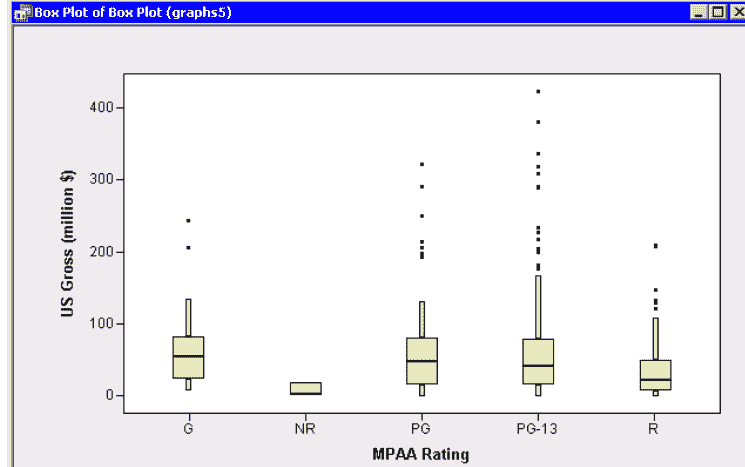 Box Plot of Box Plot (graphs5)
US Gross (million $)
400
300
200
100
0
G NR PG PG-13 R
MPAA Rating